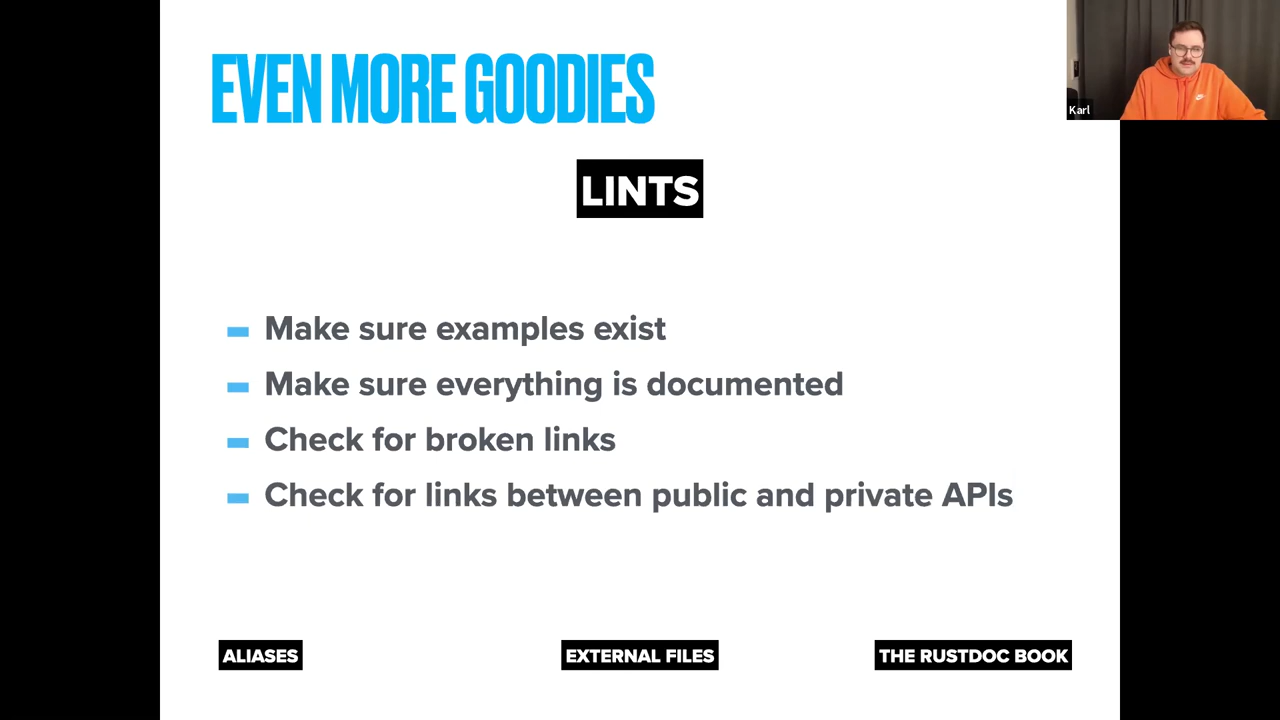 EVEN MORE GOODIES
Karl
LINTS
Make sure examples exist
Make sure everything is documented
Check for broken links
Check for links between public and private APIs
ALIASES
EXTERNAL FILES
THE RUSTDOC BOOK